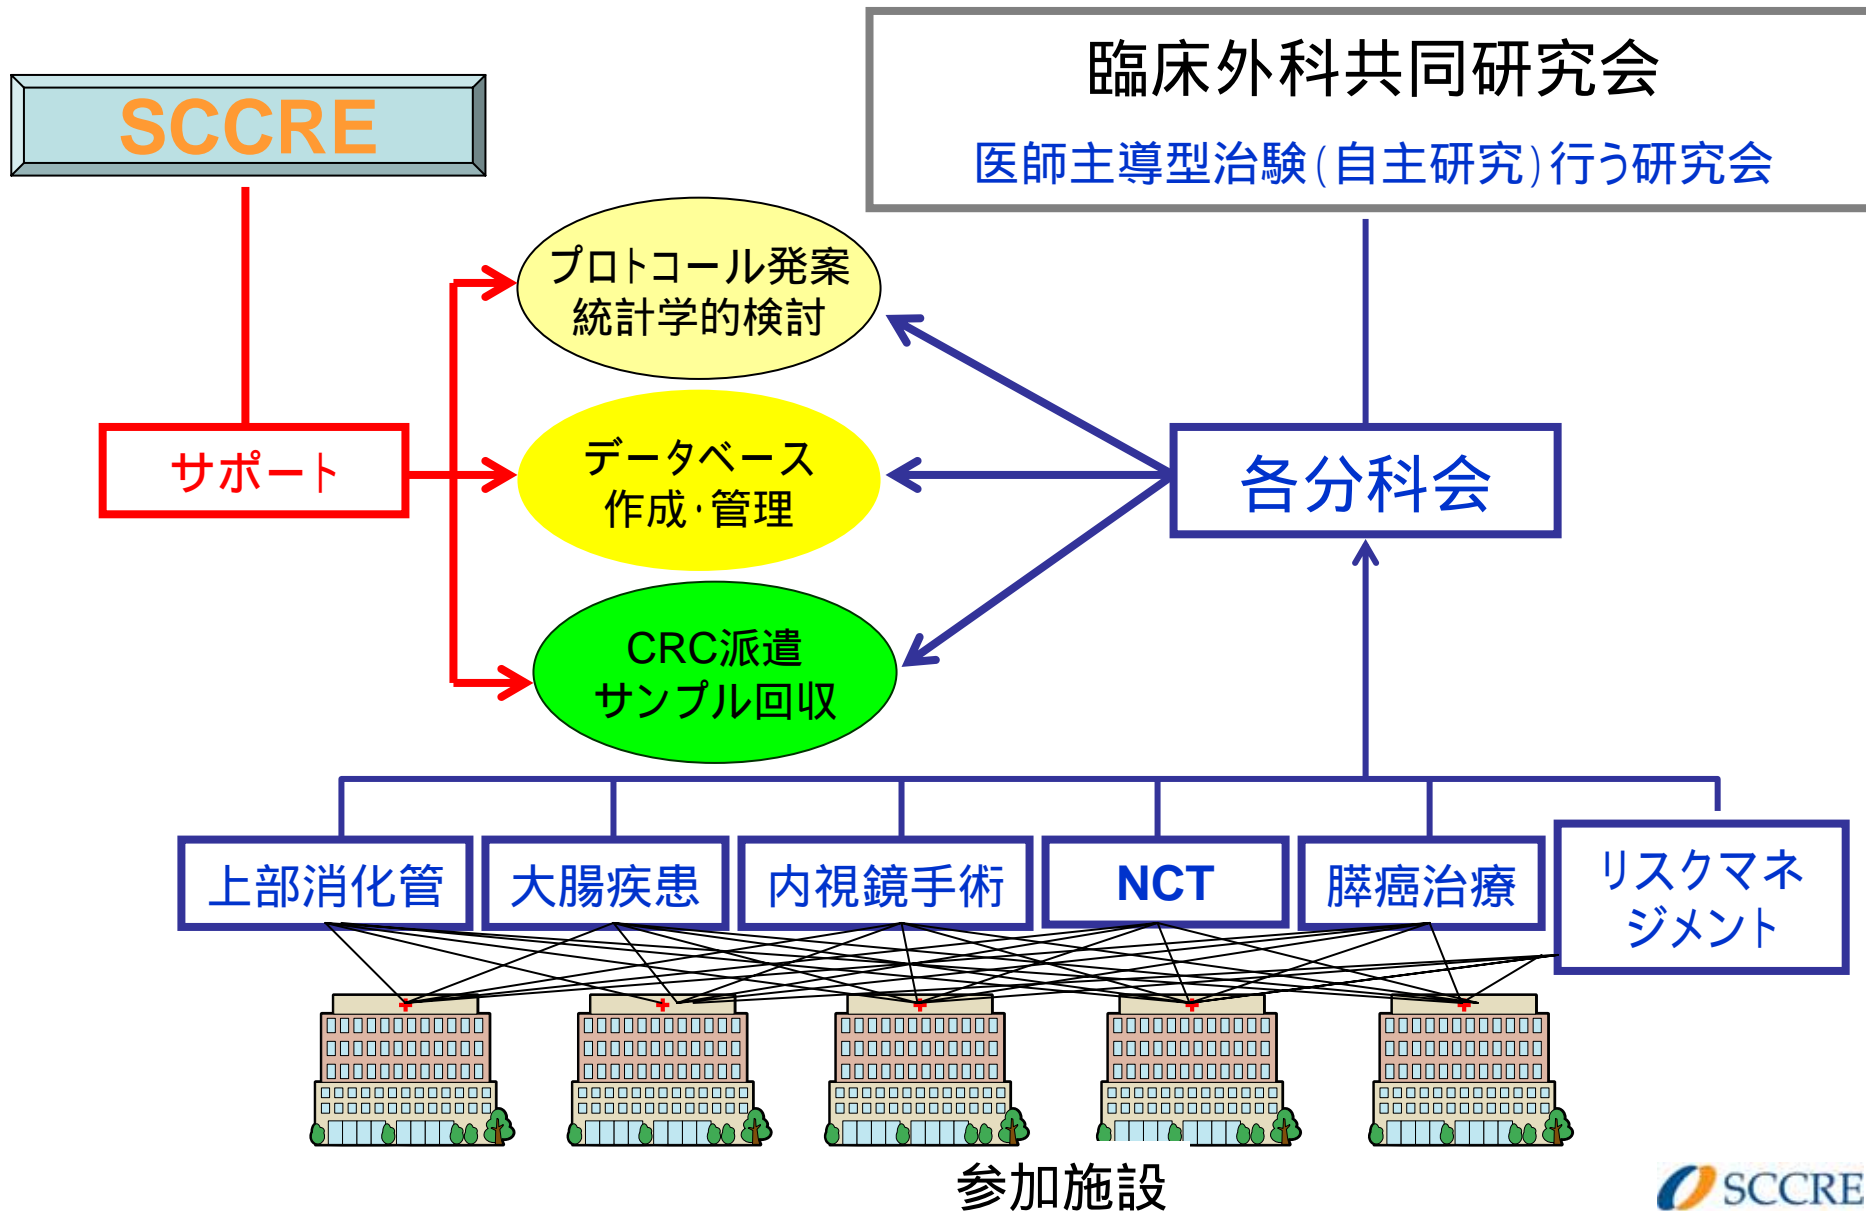 臨床外科共同研究会
医師主導型治験(自主研究)行う研究会
SCCRE
プロトコール発案
統計学的検討
サポート
データベース
作成・管理
各分科会
CRC派遣
サンプル回収
上部消化管
大腸疾患
内視鏡手術
NCT
膵癌治療
リスクマネ
ジメント
参加施設
SCCRE